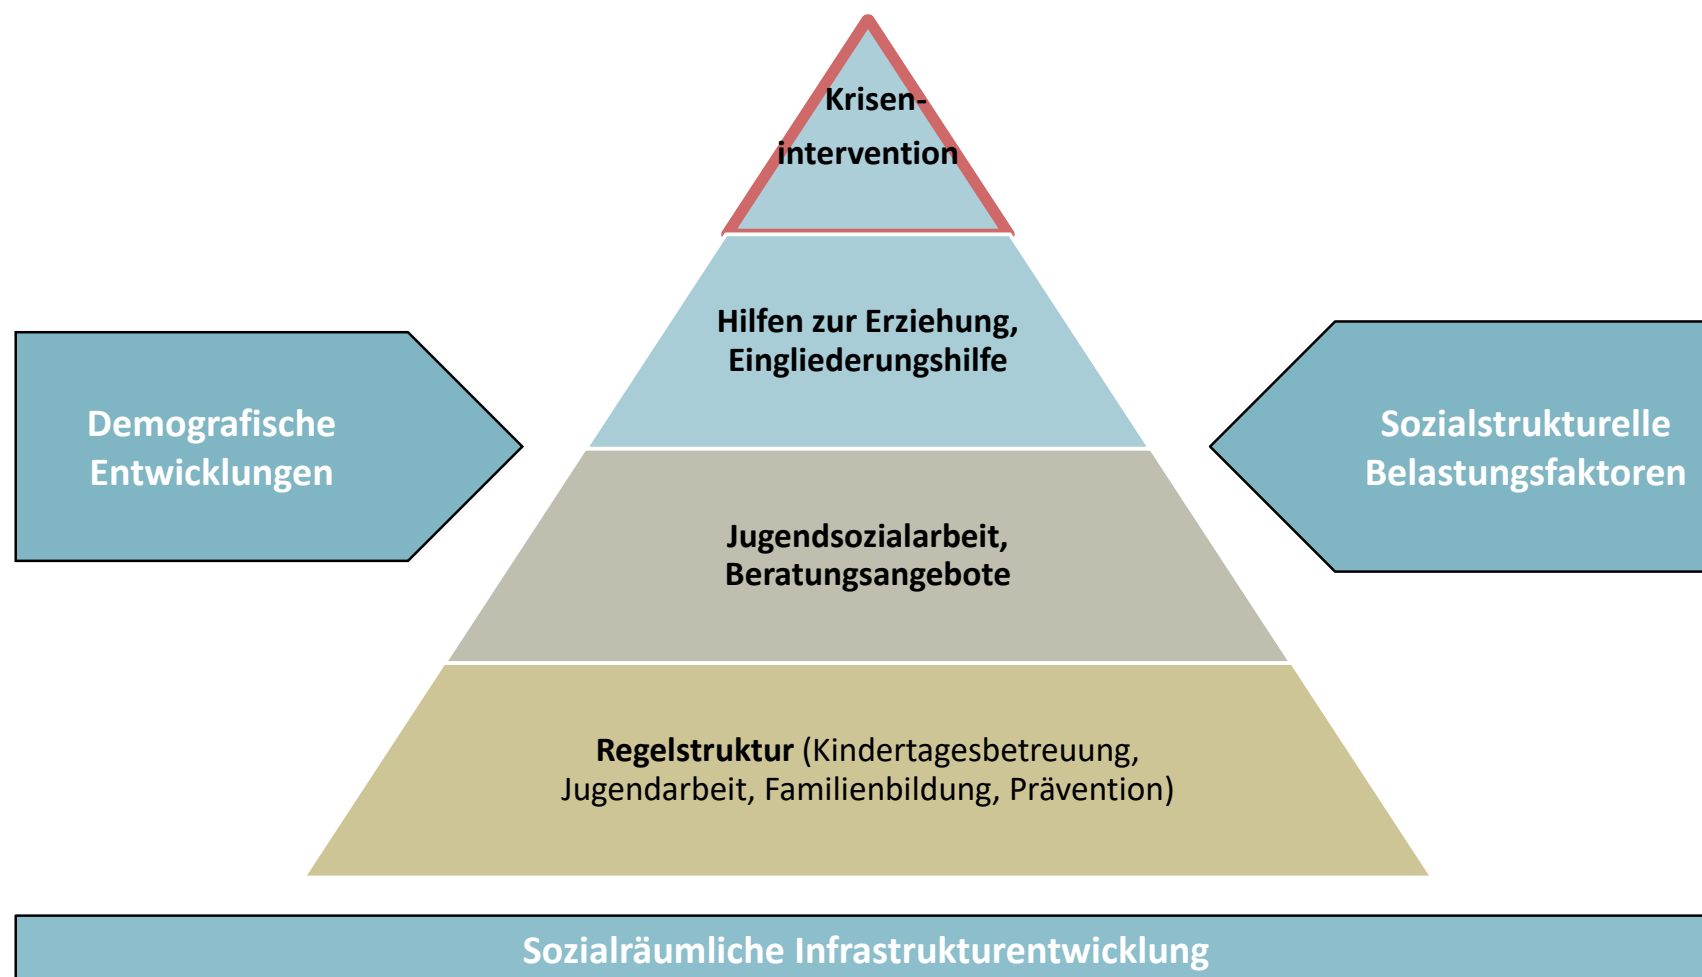 Krisen-
intervention
Hilfen zur Erziehung,
Eingliederungshilfe
Demografische
Entwicklungen
Sozialstrukturelle
Belastungsfaktoren
Jugendsozialarbeit,
Beratungsangebote
Regelstruktur (Kindertagesbetreuung,
Jugendarbeit, Familienbildung, Prävention)
Sozialräumliche Infrastrukturentwicklung